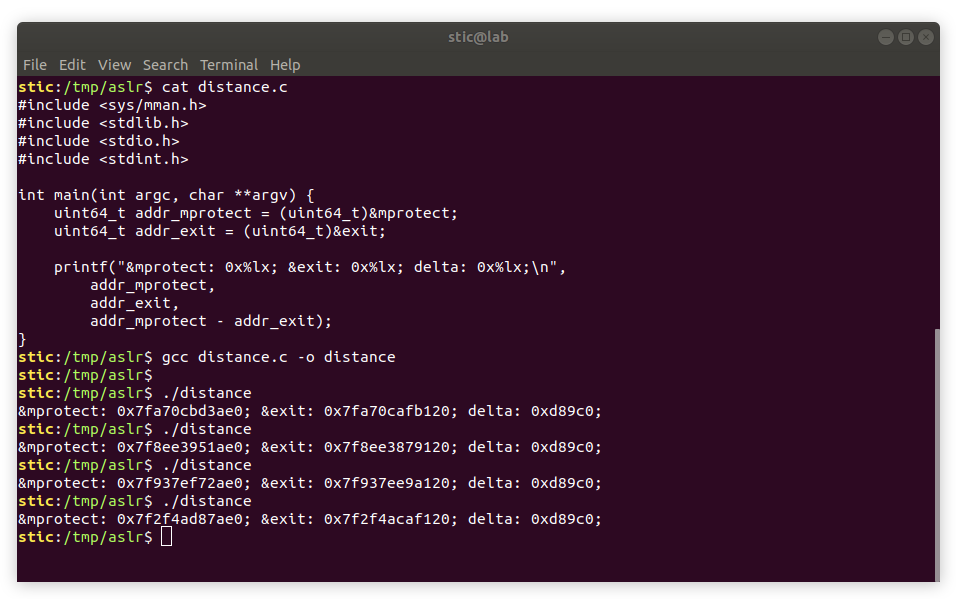 stic@lab
File Edit View Search Terminal Help
stic:/tmp/aslr$ cat distance.c
#include <sys/mman.h>
#include <stdlib.h>
#include <stdio.h>
#include <stdint.h>

int main(int argc, char **argv) {
    uint64_t addr_mprotect = (uint64_t)&mprotect;
    uint64_t addr_exit = (uint64_t)&exit;

    printf("&mprotect: 0x%lx; &exit: 0x%lx; delta: 0x%lx;\n",
        addr_mprotect,
        addr_exit,
        addr_mprotect - addr_exit);
}
stic:/tmp/aslr$ gcc distance.c -o distance
stic:/tmp/aslr$
stic:/tmp/aslr$ ./distance
&mprotect: 0x7fa70cbd3ae0; &exit: 0x7fa70cafb120; delta: 0xd89c0;
stic:/tmp/aslr$ ./distance
&mprotect: 0x7f8ee3951ae0; &exit: 0x7f8ee3879120; delta: 0xd89c0;
stic:/tmp/aslr$ ./distance
&mprotect: 0x7f937ef72ae0; &exit: 0x7f937ee9a120; delta: 0xd89c0;
stic:/tmp/aslr$ ./distance
&mprotect: 0x7f2f4ad87ae0; &exit: 0x7f2f4acaf120; delta: 0xd89c0;
stic:/tmp/aslr$